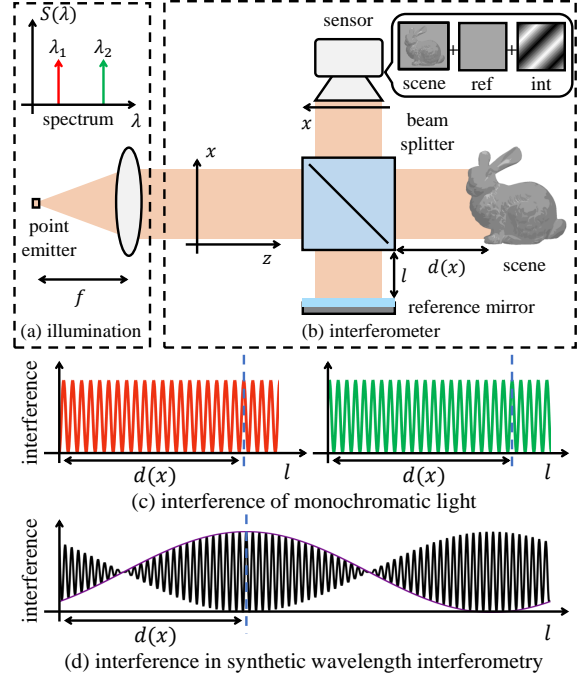 S(λ)
λ₁
λ₂
spectrum
λ
point
emitter
f
(a) illumination
sensor
scene
+
ref
+
int
x
beam
splitter
x
z
l
d(x)
scene
reference mirror
(b) interferometer
interference
d(x)
l
d(x)
l
(c) interference of monochromatic light
interference
d(x)
l
(d) interference in synthetic wavelength interferometry